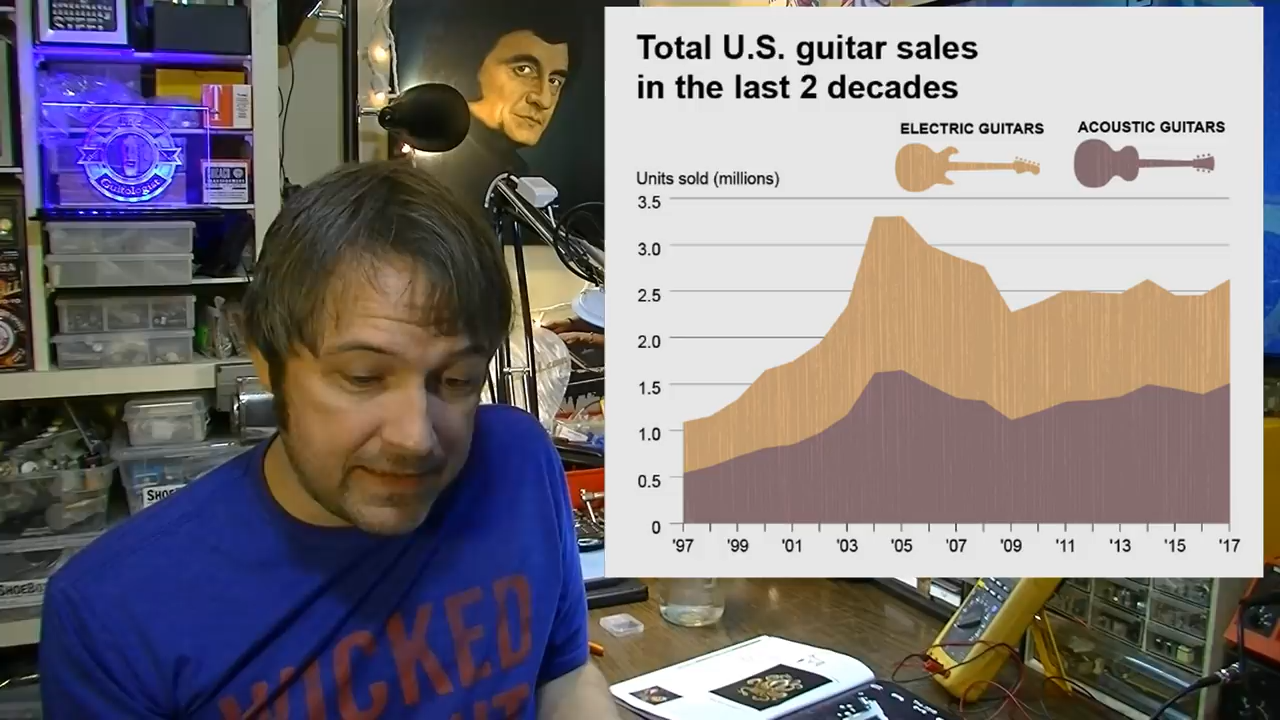 Total U.S. guitar sales
in the last 2 decades
ELECTRIC GUITARS
ACOUSTIC GUITARS
Units sold (millions)
3.5
3.0
2.5
2.0
1.5
1.0
0.5
0
'97 '99 '01 '03 '05 '07 '09 '11 '13 '15 '17
Guitologist
WICKED